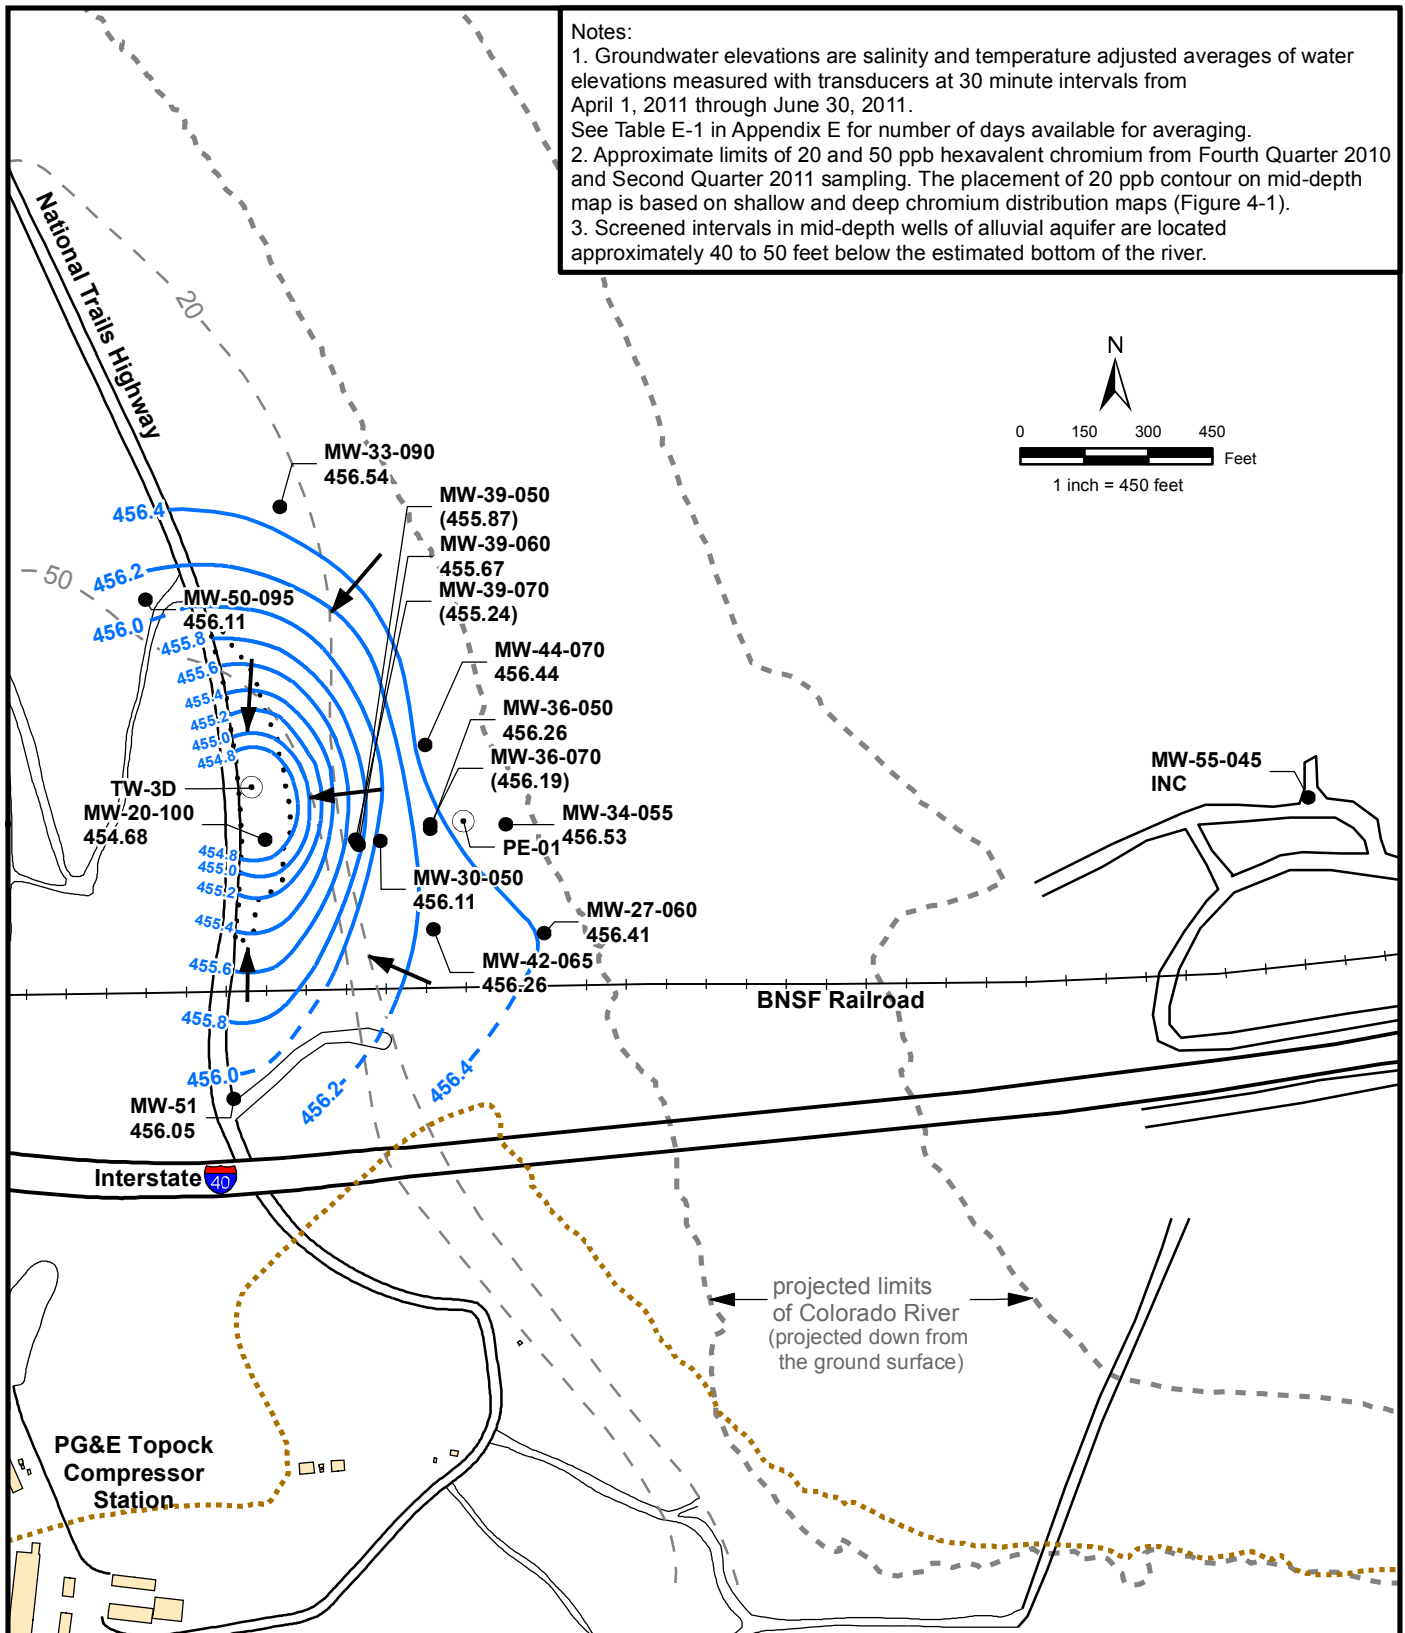 Notes:
1. Groundwater elevations are salinity and temperature adjusted averages of water
elevations measured with transducers at 30 minute intervals from
April 1, 2011 through June 30, 2011.
See Table E-1 in Appendix E for number of days available for averaging.
2. Approximate limits of 20 and 50 ppb hexavalent chromium from Fourth Quarter 2010
and Second Quarter 2011 sampling. The placement of 20 ppb contour on mid-depth
map is based on shallow and deep chromium distribution maps (Figure 4-1).
3. Screened intervals in mid-depth wells of alluvial aquifer are located
approximately 40 to 50 feet below the estimated bottom of the river.
National Trails Highway
20
N
0 150 300 450
Feet
1 inch = 450 feet
MW-33-090
456.54
MW-39-050
(455.87)
MW-39-060
455.67
MW-39-070
(455.24)
456.4
456.2
50
MW-50-095
456.11
456.0
455.8
455.6
455.4
455.2
455.0
454.8
MW-44-070
456.44
MW-36-050
456.26
MW-36-070
(456.19)
MW-55-045
INC
TW-3D
MW-20-100
454.68
MW-34-055
456.53
PE-01
454.8
455.0
455.2
455.4
455.6
455.8
456.0
456.2
456.4
MW-30-050
456.11
MW-27-060
456.41
MW-42-065
456.26
BNSF Railroad
MW-51
456.05
Interstate
40
projected limits
of Colorado River
(projected down from
the ground surface)
PG&E Topock
Compressor
Station